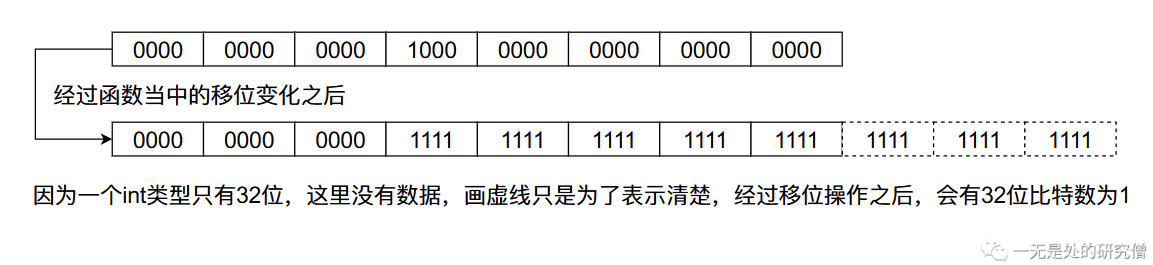 0000 0000 0000 1000 0000 0000 0000 0000
经过函数当中的移位变化之后
0000 0000 0000 1111 1111 1111 1111 1111 1111 1111 1111
因为一个int类型只有32位，这里没有数据，画虚线只是为了表示清楚，经过移位操作之后，会有32位比特数为1
一无是处的研究僧